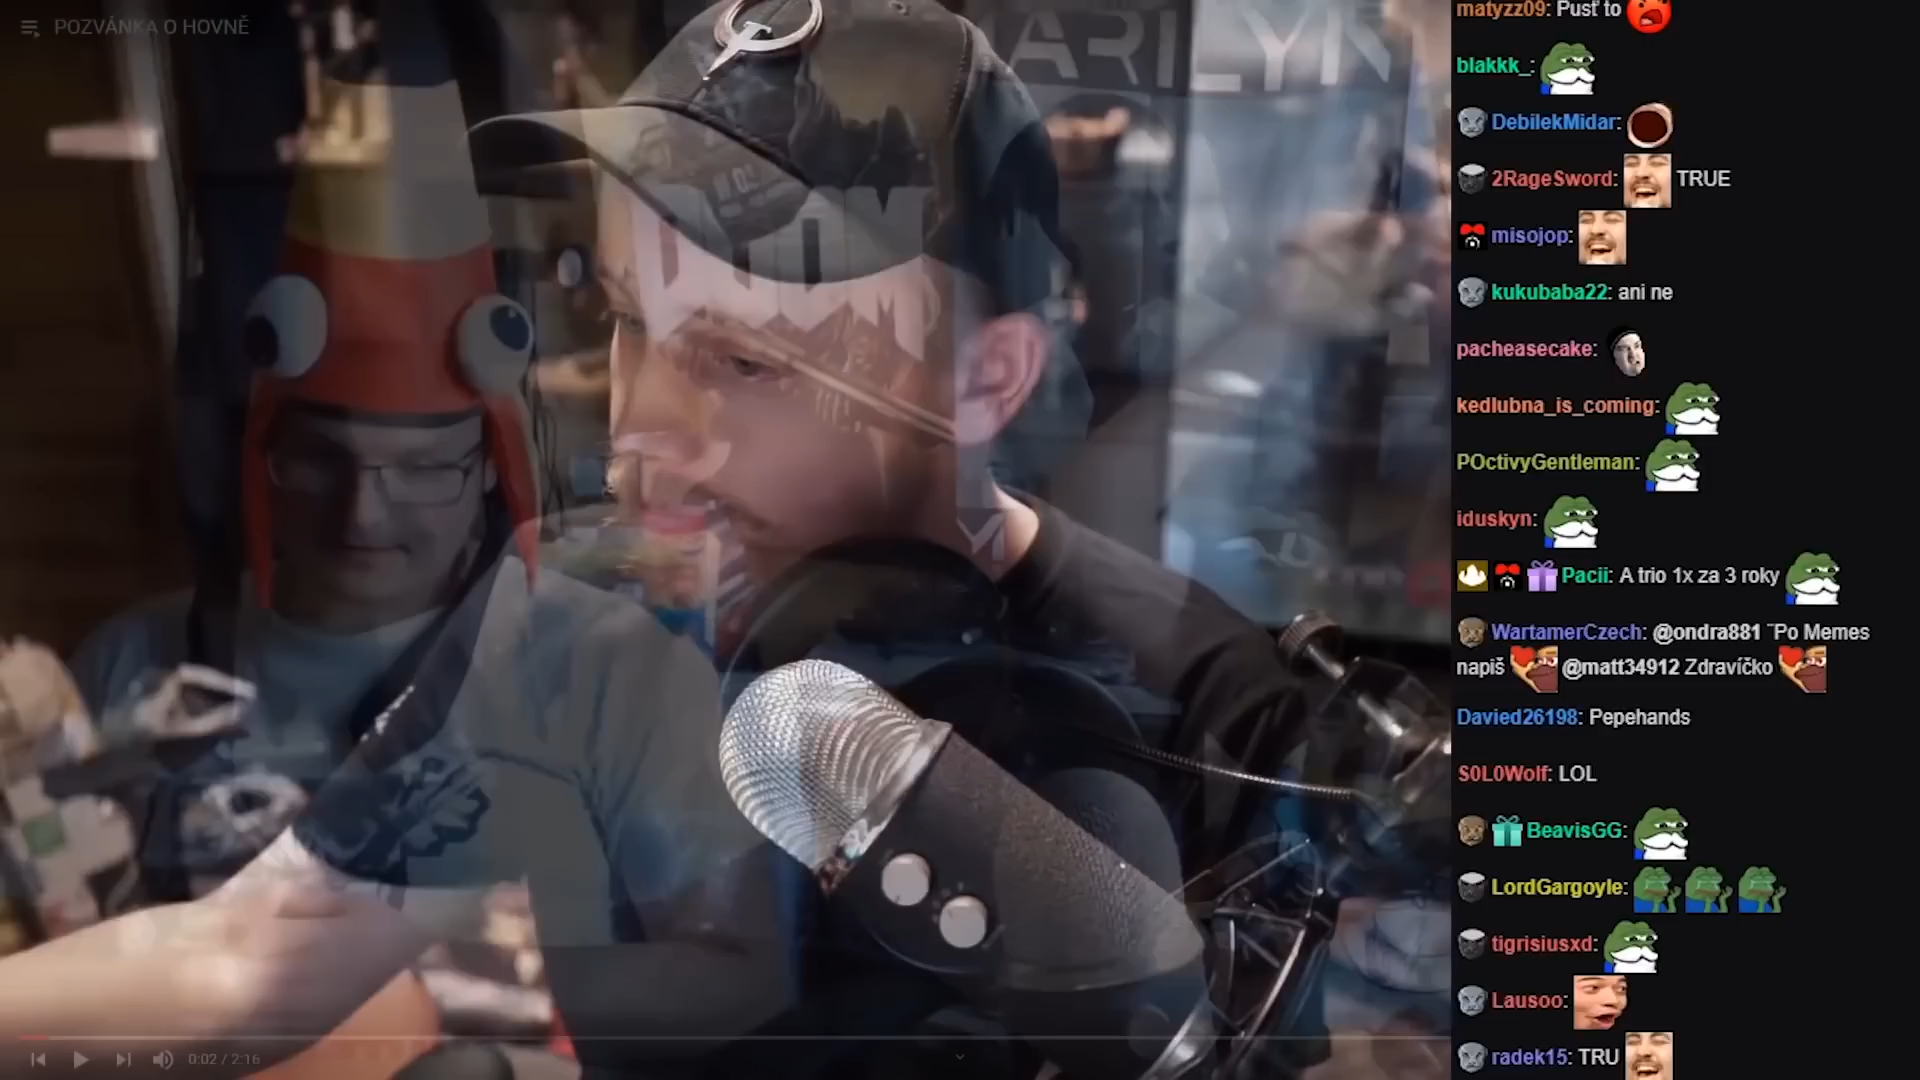 POZVÁNKA O HOVNĚ
MARILYN
DOOM
0:02 / 2:16
matyzz09: Pusť to
blakkk_:
DebilekMidar:
2RageSword: TRUE
misojop:
kukubaba22: ani ne
pacheasecake:
kedlubna_is_coming:
POctivyGentleman:
iduskyn:
Pacii: A trio 1x za 3 roky
WartamerCzech: @ondra881 ¨Po Memes
napiš @matt34912 Zdravíčko
Davied26198: Pepehands
S0L0Wolf: LOL
BeavisGG:
LordGargoyle:
tigrisiusxd:
Lausoo:
radek15: TRU